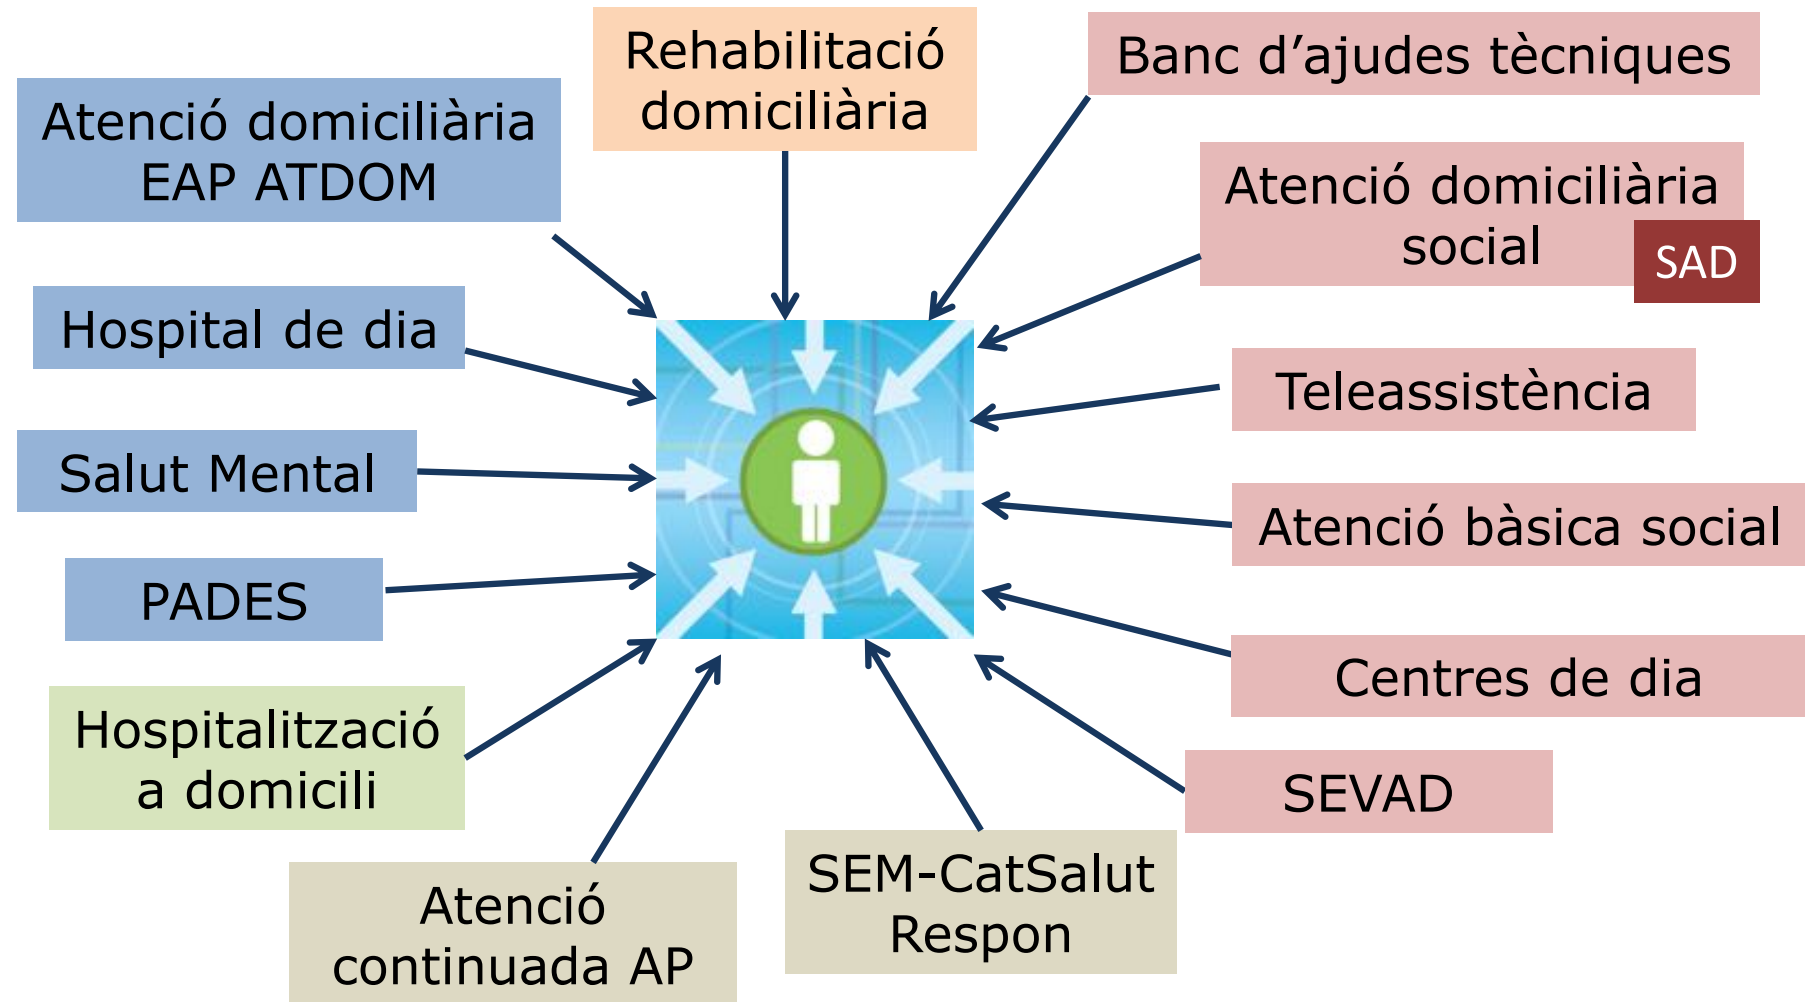 Rehabilitació
domiciliària
Banc d’ajudes tècniques
Atenció domiciliària
EAP ATDOM
Atenció domiciliària
social
SAD
Hospital de dia
Teleassistència
Salut Mental
Atenció bàsica social
PADES
Centres de dia
Hospitalització
a domicili
SEVAD
SEM-CatSalut
Respon
Atenció
continuada AP